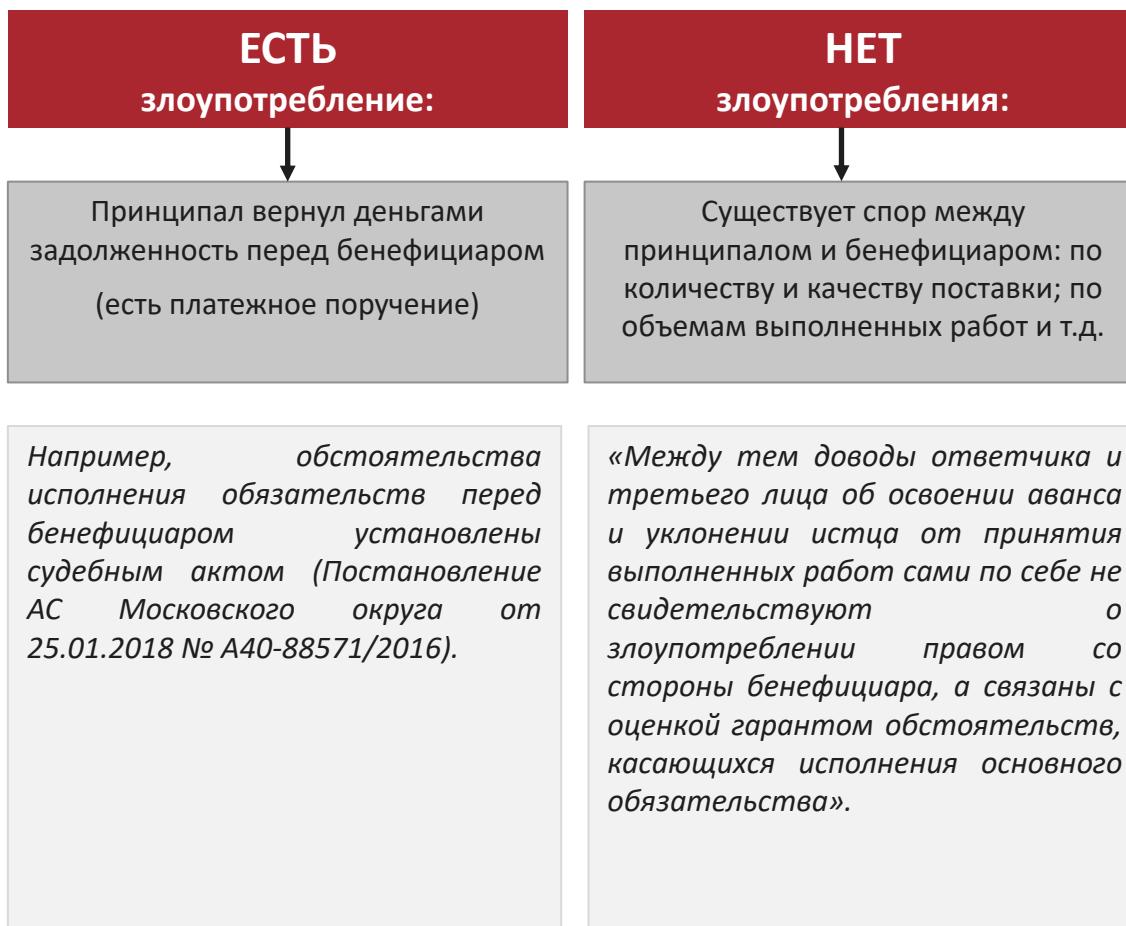 ЕСТЬ
злоупотребление:
Принципал вернул деньгами
задолженность перед бенефициаром
(есть платежное поручение)
Например, обстоятельства
исполнения обязательств перед
бенефициаром установлены
судебным актом (Постановление
АС Московского округа от
25.01.2018 № А40-88571/2016).
НЕТ
злоупотребления:
Существует спор между
принципалом и бенефициаром: по
количеству и качеству поставки; по
объемам выполненных работ и т.д.
«Между тем доводы ответчика и
третьего лица об освоении аванса
и уклонении истца от принятия
выполненных работ сами по себе не
свидетельствуют о
злоупотреблении правом со
стороны бенефициара, а связаны с
оценкой гарантом обстоятельств,
касающихся исполнения основного
обязательства».